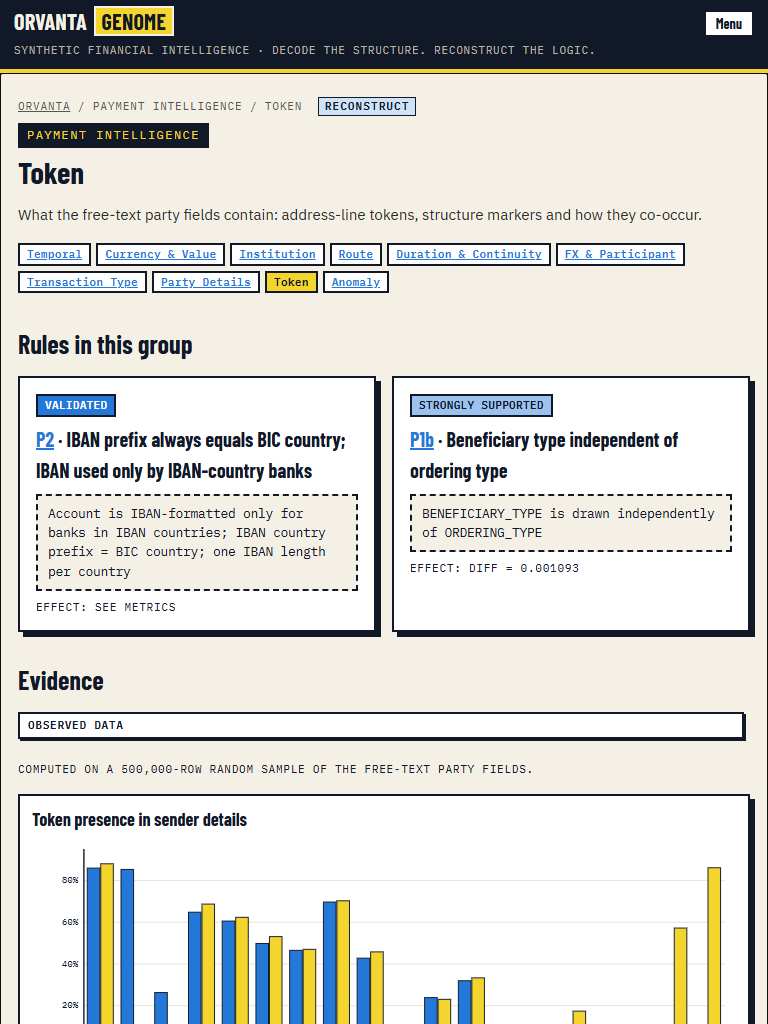 ORVANTA GENOME
Menu
SYNTHETIC FINANCIAL INTELLIGENCE · DECODE THE STRUCTURE. RECONSTRUCT THE LOGIC.
ORVANTA / PAYMENT INTELLIGENCE / TOKEN RECONSTRUCT
PAYMENT INTELLIGENCE
Token
What the free-text party fields contain: address-line tokens, structure markers and how they co-occur.
Temporal Currency & Value Institution Route Duration & Continuity FX & Participant
Transaction Type Party Details Token Anomaly
Rules in this group
VALIDATED
P2 · IBAN prefix always equals BIC country;
IBAN used only by IBAN-country banks
Account is IBAN-formatted only for
banks in IBAN countries; IBAN country
prefix = BIC country; one IBAN length
per country
EFFECT: SEE METRICS
STRONGLY SUPPORTED
P1b · Beneficiary type independent of
ordering type
BENEFICIARY_TYPE is drawn independently
of ORDERING_TYPE
EFFECT: DIFF = 0.001093
Evidence
OBSERVED DATA
COMPUTED ON A 500,000-ROW RANDOM SAMPLE OF THE FREE-TEXT PARTY FIELDS.
Token presence in sender details
80%
60%
40%
20%